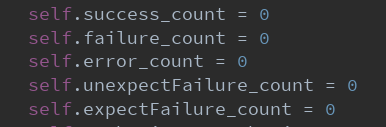 self.success_count = 0
self.failure_count = 0
self.error_count = 0
self.unexpectFailure_count = 0
self.expectFailure_count = 0